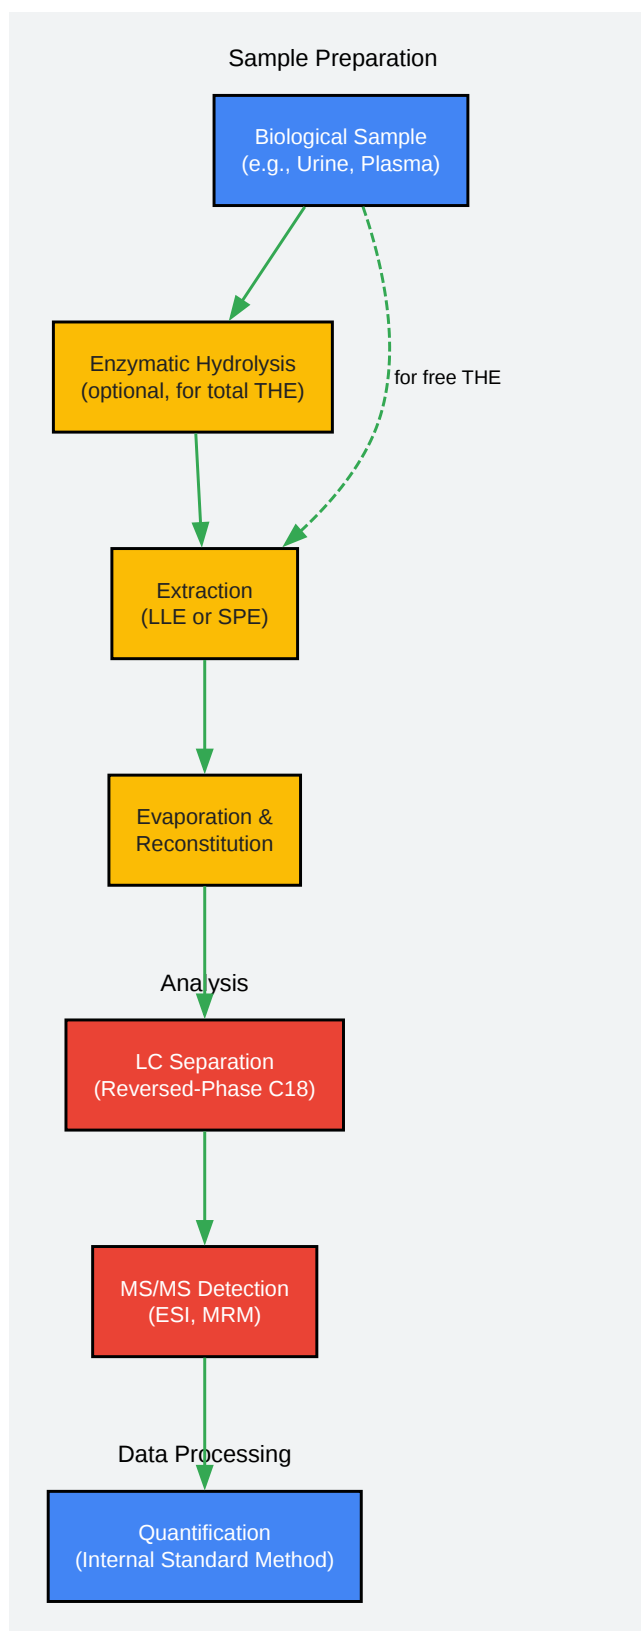 Sample Preparation
Biological Sample
(e.g., Urine, Plasma)
Enzymatic Hydrolysis
(optional, for total THE)
for free THE
Extraction
(LLE or SPE)
Evaporation &
Reconstitution
Analysis
LC Separation
(Reversed-Phase C18)
MS/MS Detection
(ESI, MRM)
Data Processing
Quantification
(Internal Standard Method)